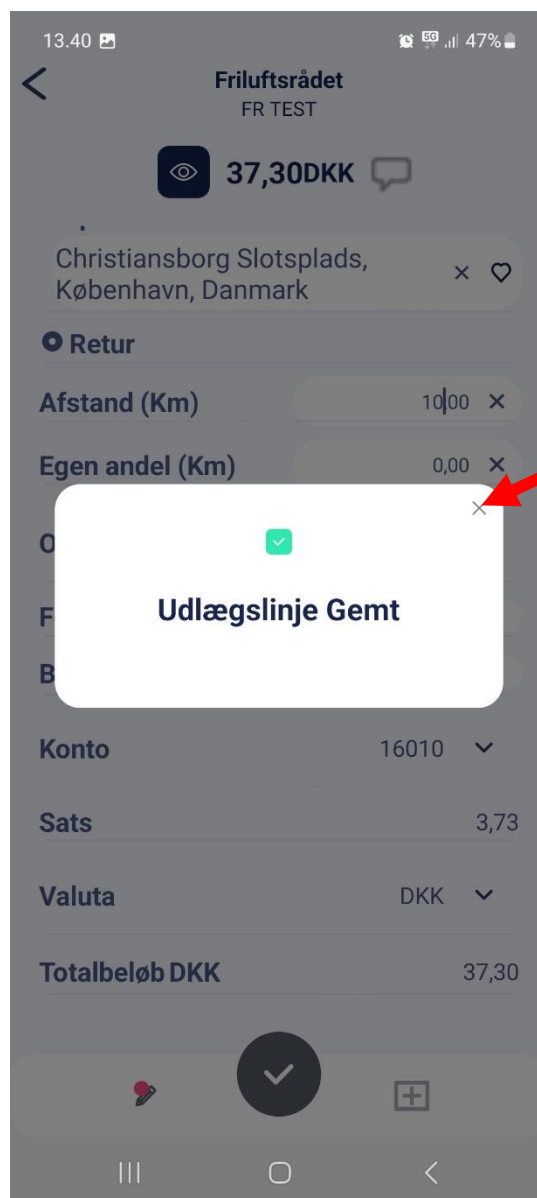 13.40
5G
47%
Friluftsrådet
FR TEST
37,30DKK
Christiansborg Slotsplads,
København, Danmark
Retur
Afstand (Km) 10,00
Egen andel (Km) 0,00
O
Udlægslinje Gemt
F
B
Konto 16010
Sats 3,73
Valuta DKK
Totalbeløb DKK 37,30